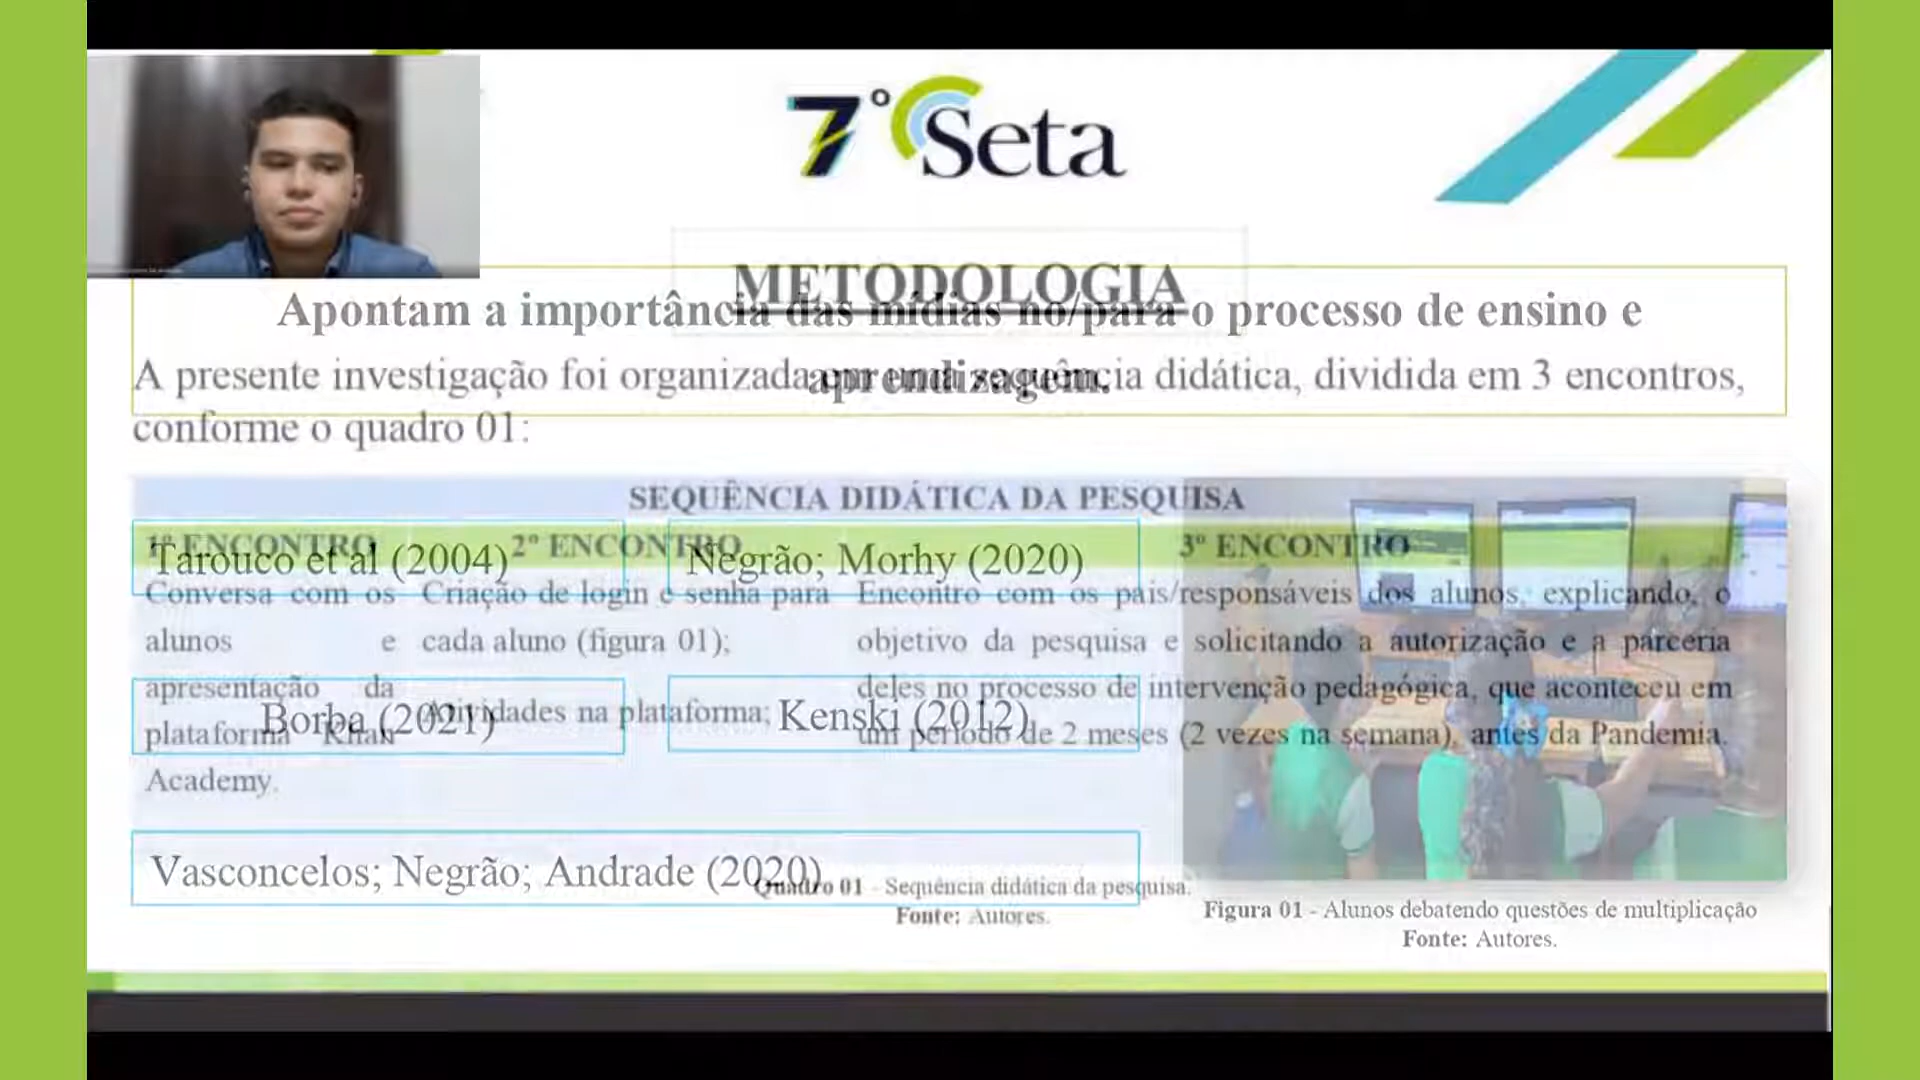 7º Seta
METODOLOGIA
Apontam a importância das mídias no/para o processo de ensino e
aprendizagem.
A presente investigação foi organizada em uma sequência didática, dividida em 3 encontros,
conforme o quadro 01:
SEQUÊNCIA DIDÁTICA DA PESQUISA
1º ENCONTRO
2º ENCONTRO
3º ENCONTRO
Conversa com os
alunos e
apresentação da
plataforma Khan
Academy.
Criação de login e senha para
cada aluno (figura 01);
Atividades na plataforma;
Encontro com os pais/responsáveis dos alunos, explicando, o
objetivo da pesquisa e solicitando a autorização e a parceria
deles no processo de intervenção pedagógica, que aconteceu em
um período de 2 meses (2 vezes na semana), antes da Pandemia.
Tarouco et al (2004)
Negrão; Morhy (2020)
Borba (2021)
Kenski (2012)
Vasconcelos; Negrão; Andrade (2020)
Quadro 01 - Sequência didática da pesquisa.
Fonte: Autores.
Figura 01 - Alunos debatendo questões de multiplicação
Fonte: Autores.